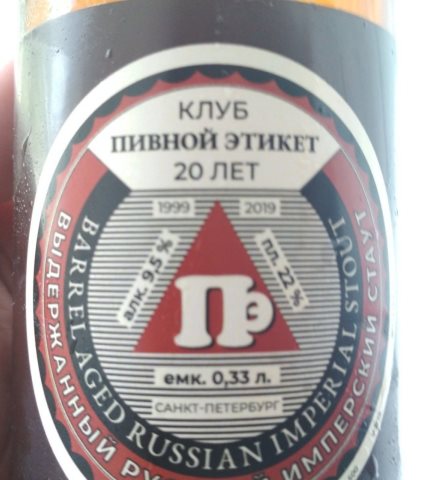 КЛУБ
ПИВНОЙ ЭТИКЕТ
20 ЛЕТ
1999 2019
алк. 9,5 %
пл. 22 %
ПЭ
емк. 0,33 л.
САНКТ-ПЕТЕРБУРГ
BARREL AGED RUSSIAN IMPERIAL STOUT
ВЫДЕРЖАННЫЙ ИМПЕРСКИЙ СТАУТ